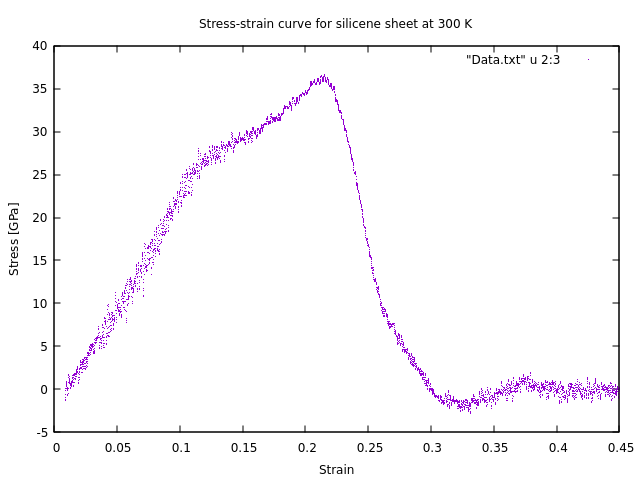 Stress-strain curve for silicene sheet at 300 K
"Data.txt" u 2:3
40
35
30
25
20
15
10
5
0
-5
Stress [GPa]
0 0.05 0.1 0.15 0.2 0.25 0.3 0.35 0.4 0.45
Strain